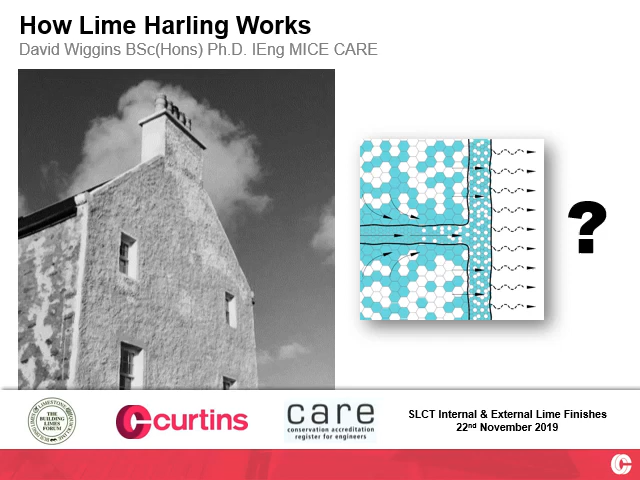 How Lime Harling Works
David Wiggins BSc(Hons) Ph.D. IEng MICE CARE
?
THE
BUILDING
LIMES
FORUM
curtins
care
conservation accreditation
register for engineers
SLCT Internal & External Lime Finishes
22nd November 2019